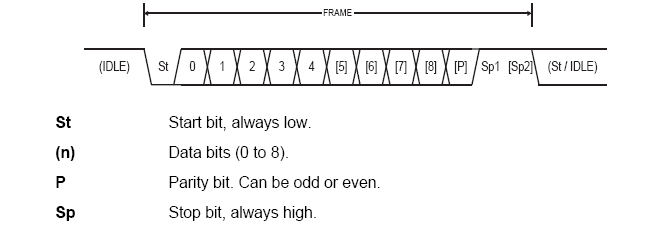 FRAME
(IDLE) St 0 1 2 3 4 [5] [6] [7] [8] [P] Sp1 [Sp2] (St / IDLE)
St Start bit, always low.
(n) Data bits (0 to 8).
P Parity bit. Can be odd or even.
Sp Stop bit, always high.